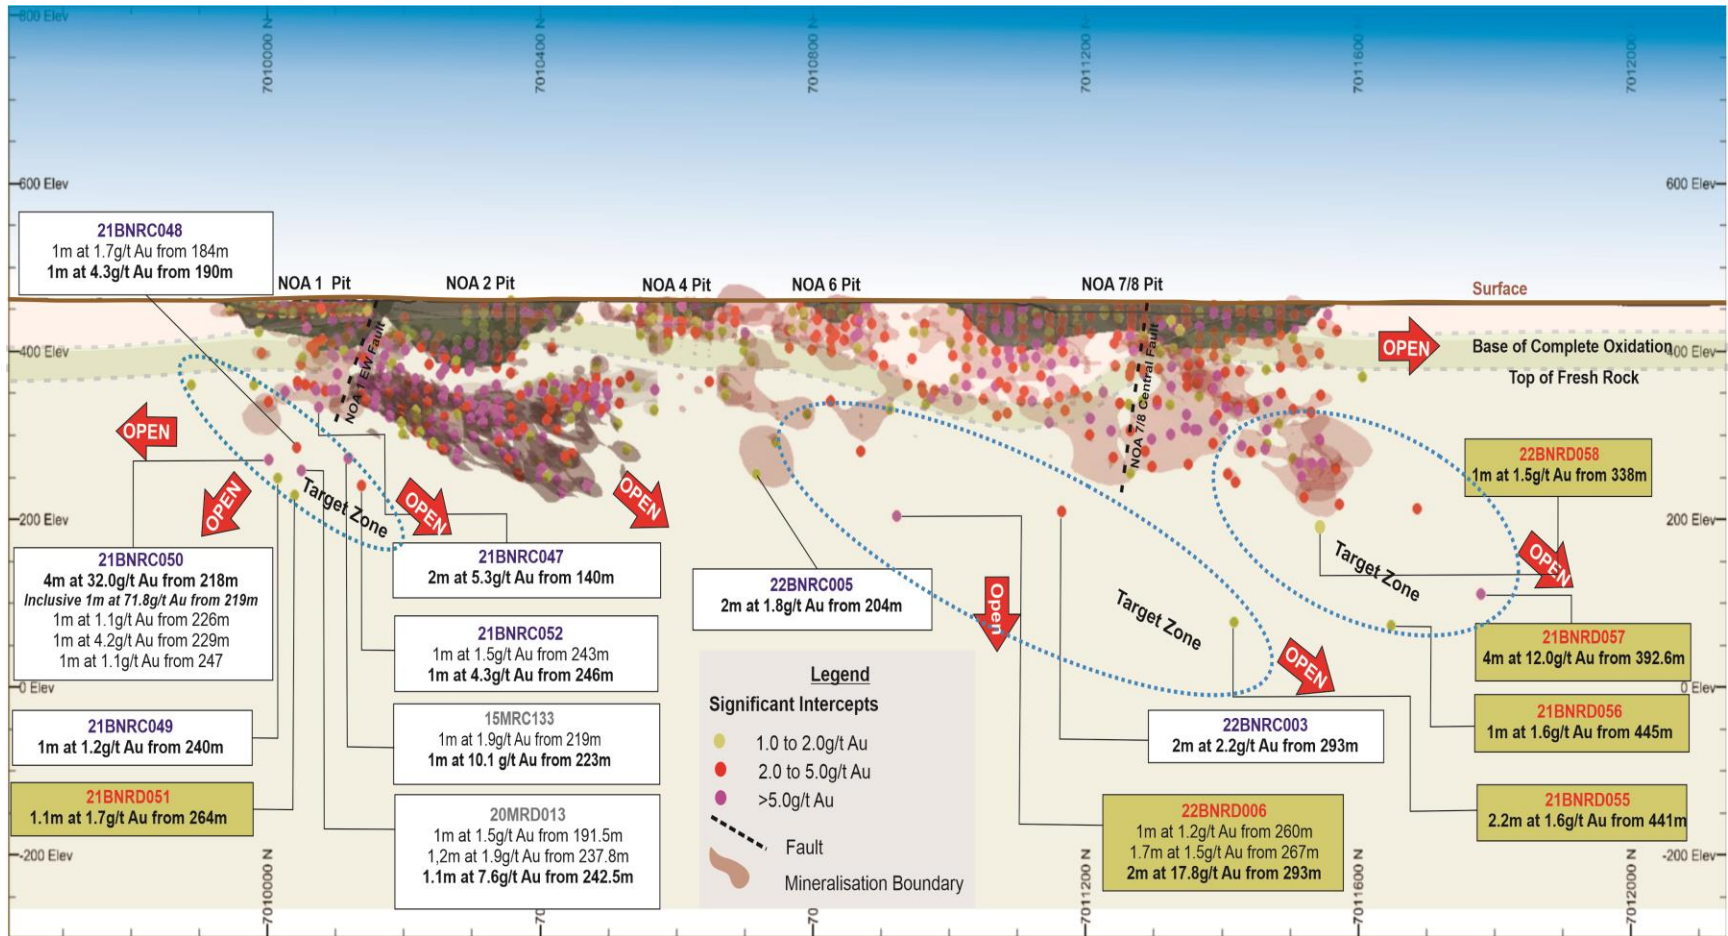 800 Elev
7010000 N
7010400 N
7010800 N
7011200 N
7011600 N
7012000 N
600 Elev
600 Elev
21BNRC048
1m at 1.7g/t Au from 184m
1m at 4.3g/t Au from 190m
NOA 1 Pit
NOA 2 Pit
NOA 4 Pit
NOA 6 Pit
NOA 7/8 Pit
Surface
400 Elev
NOA 1 EW Fault
NOA 7/8 Central Fault
OPEN
Base of Complete Oxidation
400 Elev
Top of Fresh Rock
OPEN
OPEN
Target Zone
OPEN
OPEN
200 Elev
200 Elev
22BNRD058
1m at 1.5g/t Au from 338m
Target Zone
OPEN
21BNRC050
4m at 32.0g/t Au from 218m
Inclusive 1m at 71.8g/t Au from 219m
1m at 1.1g/t Au from 226m
1m at 4.2g/t Au from 229m
1m at 1.1g/t Au from 247
21BNRC047
2m at 5.3g/t Au from 140m
22BNRC005
2m at 1.8g/t Au from 204m
Open
Target Zone
OPEN
21BNRC052
1m at 1.5g/t Au from 243m
1m at 4.3g/t Au from 246m
21BNRD057
4m at 12.0g/t Au from 392.6m
0 Elev
0 Elev
21BNRC049
1m at 1.2g/t Au from 240m
15MRC133
1m at 1.9g/t Au from 219m
1m at 10.1 g/t Au from 223m
Legend
Significant Intercepts
1.0 to 2.0g/t Au
2.0 to 5.0g/t Au
>5.0g/t Au
Fault
Mineralisation Boundary
22BNRC003
2m at 2.2g/t Au from 293m
21BNRD056
1m at 1.6g/t Au from 445m
21BNRD051
1.1m at 1.7g/t Au from 264m
20MRD013
1m at 1.5g/t Au from 191.5m
1,2m at 1.9g/t Au from 237.8m
1.1m at 7.6g/t Au from 242.5m
22BNRD006
1m at 1.2g/t Au from 260m
1.7m at 1.5g/t Au from 267m
2m at 17.8g/t Au from 293m
21BNRD055
2.2m at 1.6g/t Au from 441m
-200 Elev
-200 Elev
7010000 N
70
70
7011200 N
7011600 N
7012000 N